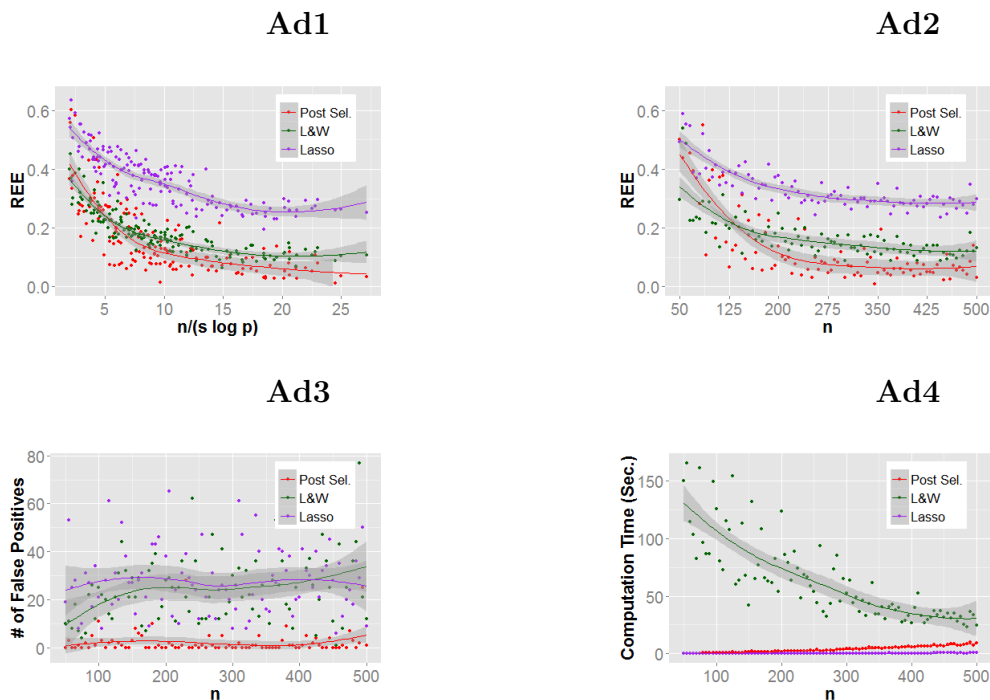 Ad1
Ad2
REE
0.6
0.4
0.2
0.0
Post Sel.
L&W
Lasso
5
10
15
20
25
n/(s log p)
REE
0.6
0.4
0.2
0.0
Post Sel.
L&W
Lasso
50
125
200
275
350
425
500
n
Ad3
Ad4
# of False Positives
80
60
40
20
0
Post Sel.
L&W
Lasso
100
200
300
400
500
n
Computation Time (Sec.)
150
100
50
0
Post Sel.
L&W
Lasso
100
200
300
400
500
n